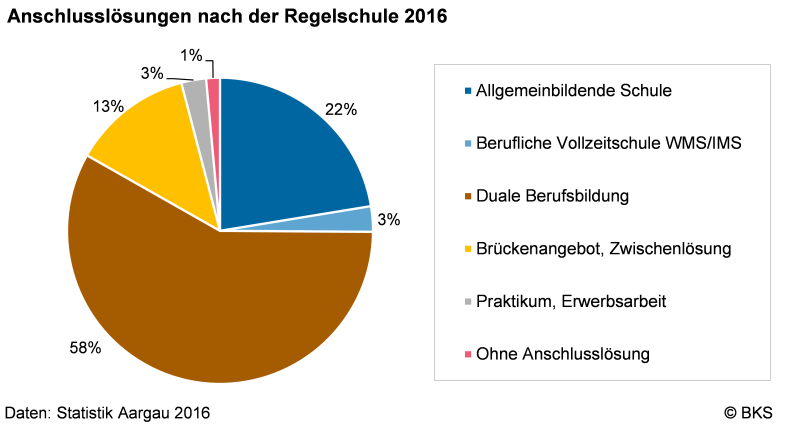 Anschlusslösungen nach der Regelschule 2016
1%
3%
13%
22%
3%
58%
Allgemeinbildende Schule
Berufliche Vollzeitschule WMS/IMS
Duale Berufsbildung
Brückenangebot, Zwischenlösung
Praktikum, Erwerbsarbeit
Ohne Anschlusslösung
Daten: Statistik Aargau 2016
© BKS